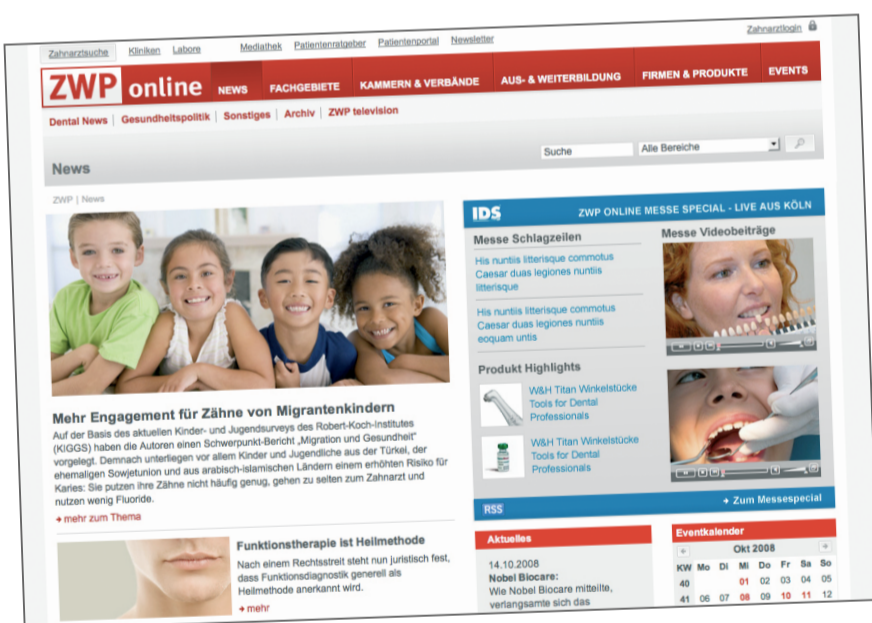 Zahnarztsuche Kliniken Labore Mediathek Patientenratgeber Patientenportal Newsletter Zahnarztlogin
ZWP online NEWS FACHGEBIETE KAMMERN & VERBÄNDE AUS- & WEITERBILDUNG FIRMEN & PRODUKTE EVENTS
Dental News | Gesundheitspolitik | Sonstiges | Archiv | ZWP television
Suche Alle Bereiche
News
ZWP | News
Mehr Engagement für Zähne von Migrantenkindern
Auf der Basis des aktuellen Kinder- und Jugendsurveys des Robert-Koch-Institutes
(KIGGS) haben die Autoren einen Schwerpunkt-Bericht „Migration und Gesundheit"
vorgelegt. Demnach unterliegen vor allem Kinder und Jugendliche aus der Türkei, der
ehemaligen Sowjetunion und aus arabisch-islamischen Ländern einem erhöhten Risiko für
Karies: Sie putzen ihre Zähne nicht häufig genug, gehen zu selten zum Zahnarzt und
nutzen wenig Fluoride.
mehr zum Thema
Funktionstherapie ist Heilmethode
Nach einem Rechtsstreit steht nun juristisch fest,
dass Funktionsdiagnostik generell als
Heilmethode anerkannt wird.
mehr
IDS ZWP ONLINE MESSE SPECIAL - LIVE AUS KÖLN
Messe Schlagzeilen
His nuntiis litterisque commotus
Caesar duas legiones nuntiis
litterisque
His nuntiis litterisque commotus
Caesar duas legiones nuntiis
eoquam untis
Produkt Highlights
W&H Titan Winkelstücke
Tools for Dental
Professionals
W&H Titan Winkelstücke
Tools for Dental
Professionals
Messe Videobeiträge
RSS Zum Messespecial
Aktuelles
14.10.2008
Nobel Biocare:
Wie Nobel Biocare mitteilte,
verlangsamte sich das
Eventkalender
Okt 2008
KW Mo Di Mi Do Fr Sa So
40 01 02 03 04 05
41 06 07 08 09 10 11 12